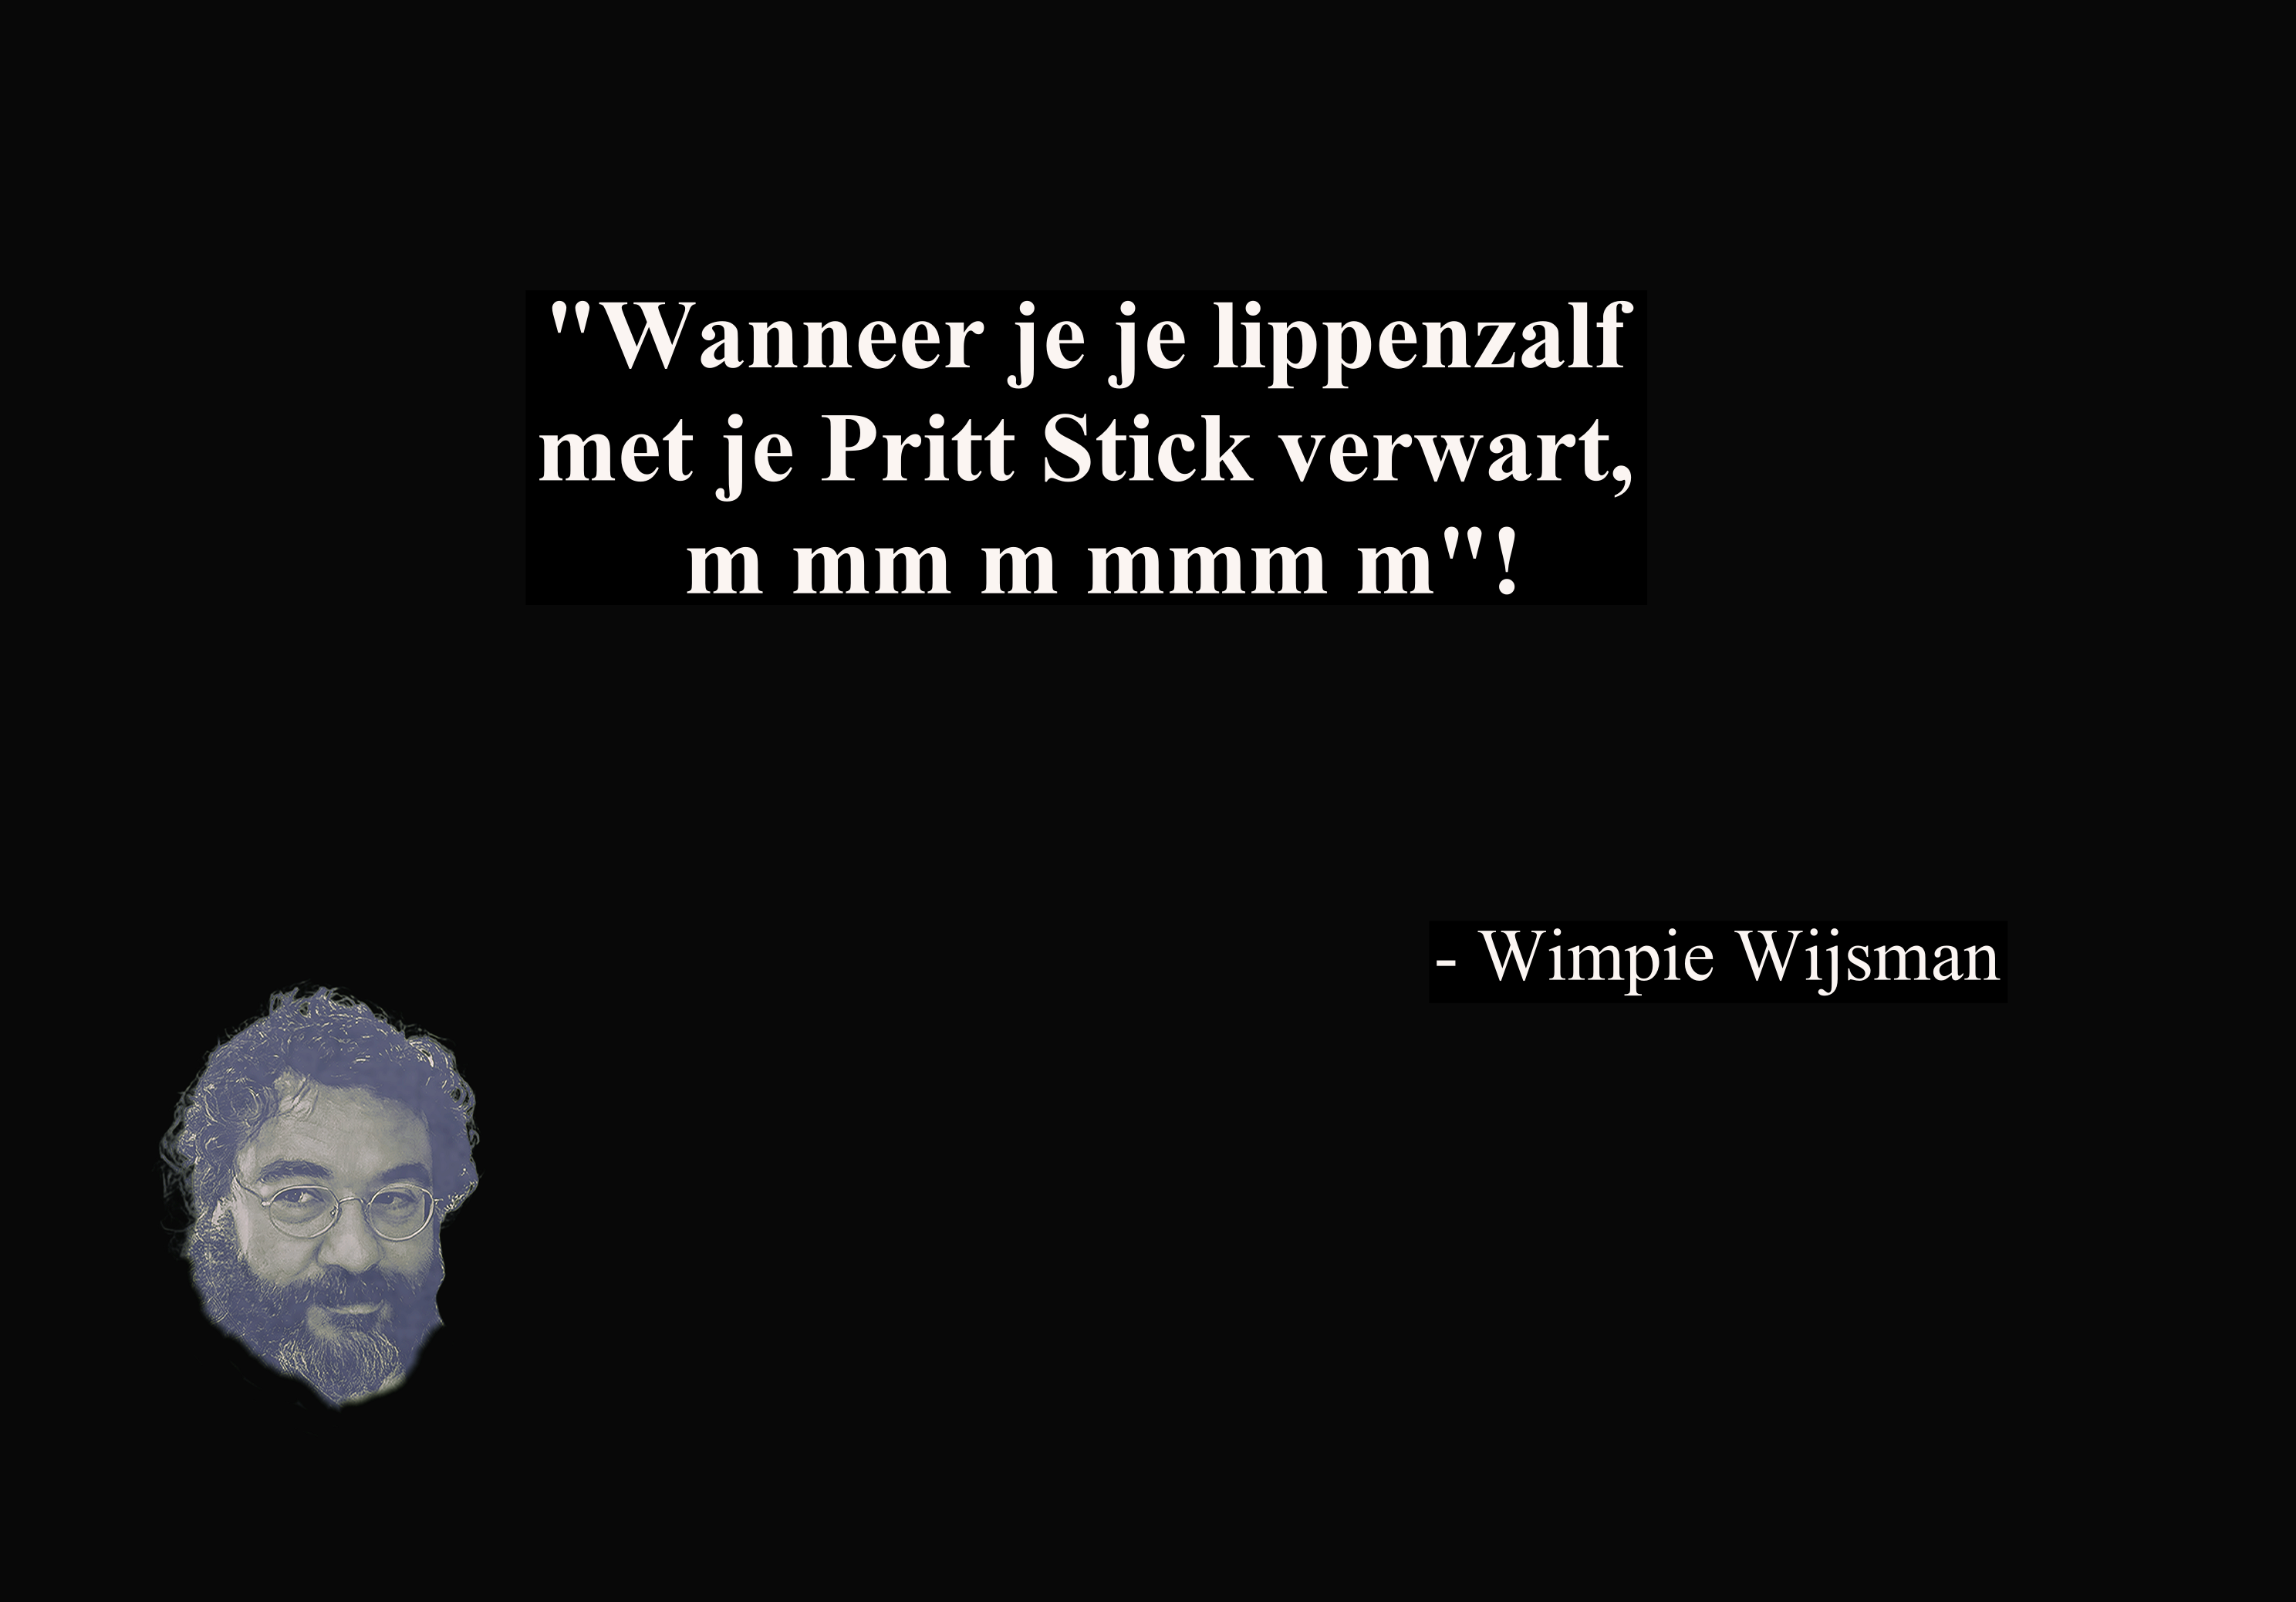 "Wanneer je je lippenzalf
met je Pritt Stick verwart,
m mm m mmm m"!
- Wimpie Wijsman